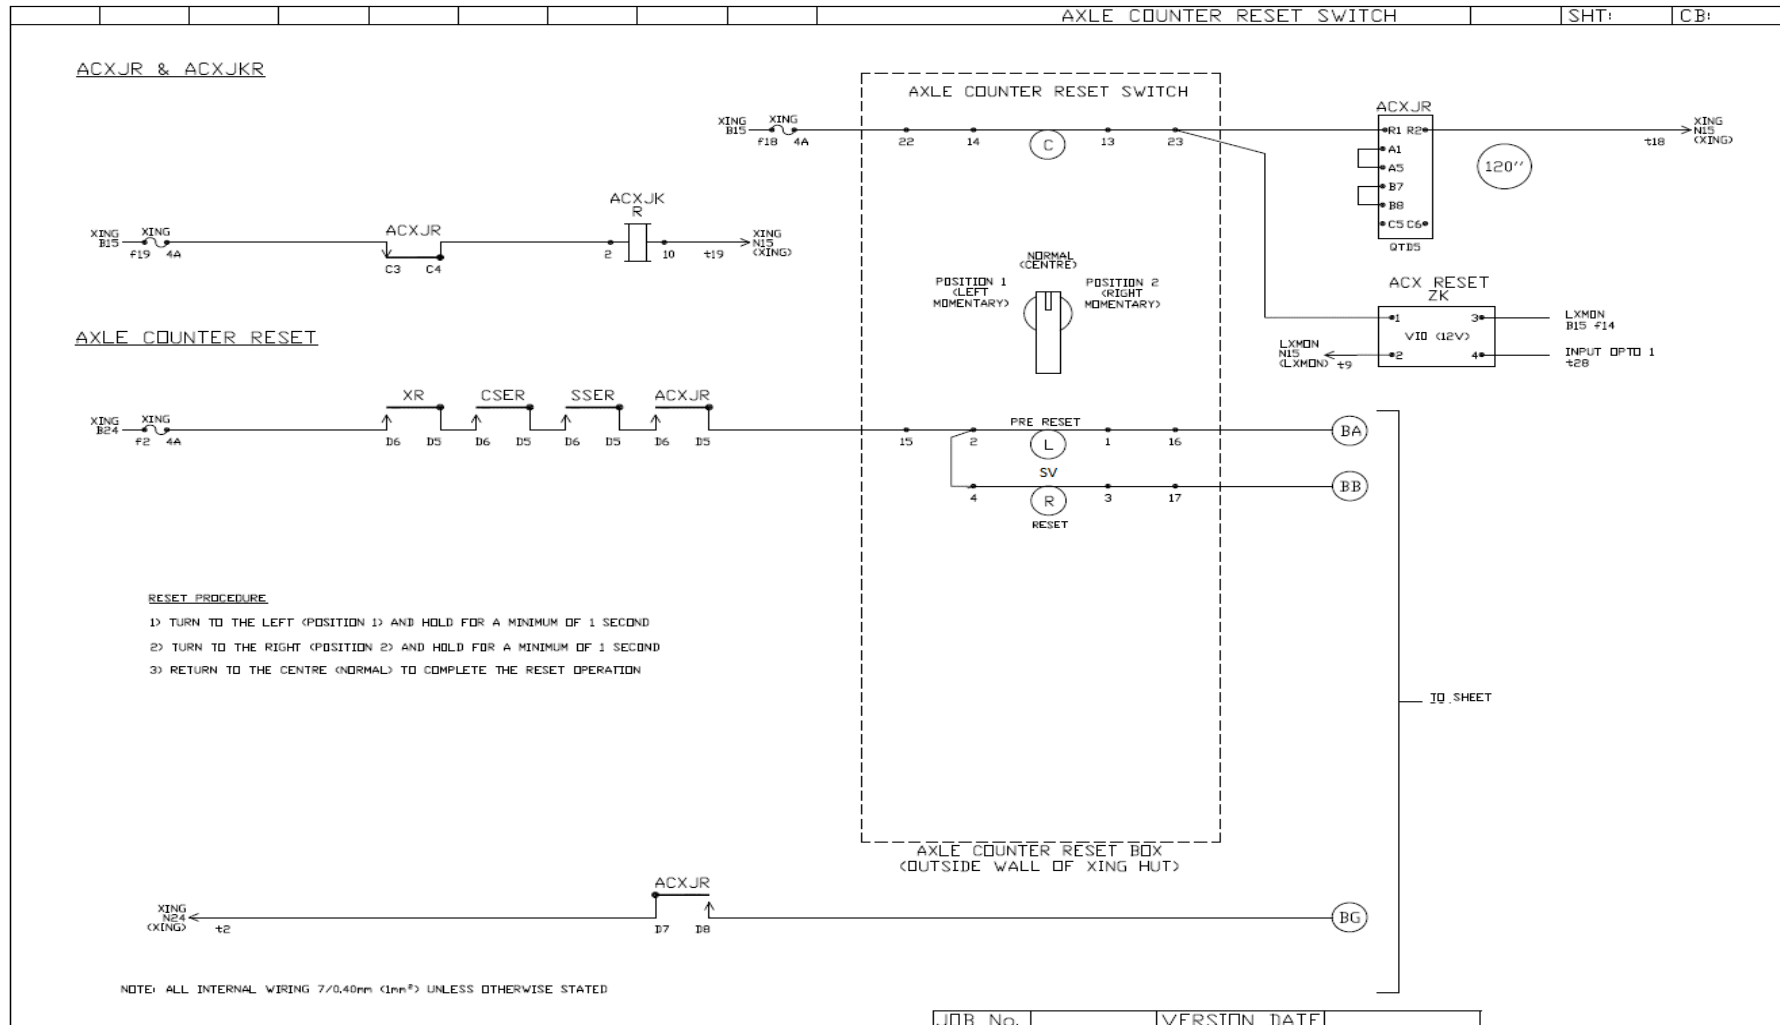 AXLE COUNTER RESET SWITCH SHT: CB:
ACXJR & ACXJKR
AXLE COUNTER RESET SWITCH
XING B15 XING f18 4A 22 14 C 13 23
ACXJR
R1 R2
A1
A5
B7
B8
C5 C6
QTD5
120"
t18 XING N15 (XING)
XING B15 XING f19 4A
ACXJR
C3 C4
ACXJK
R
2 10 t19
XING N15 (XING)
NORMAL
(CENTRE)
POSITION 1
(LEFT
MOMENTARY)
POSITION 2
(RIGHT
MOMENTARY)
ACX RESET
ZK
1 3
VIO (12V)
2 4
LXMON
B15 f14
LXMON
N15
(LXMON) t9
INPUT OPTO 1
t28
AXLE COUNTER RESET
XING B24 XING f2 4A
XR CSER SSER ACXJR
D6 D5 D6 D5 D6 D5 D6 D5
15 2 PRE RESET L 1 16 BA
SV
4 R 3 17 BB
RESET
RESET PROCEDURE
1) TURN TO THE LEFT (POSITION 1) AND HOLD FOR A MINIMUM OF 1 SECOND
2) TURN TO THE RIGHT (POSITION 2) AND HOLD FOR A MINIMUM OF 1 SECOND
3) RETURN TO THE CENTRE (NORMAL) TO COMPLETE THE RESET OPERATION
TO SHEET
AXLE COUNTER RESET BOX
(OUTSIDE WALL OF XING HUT)
ACXJR
XING
N24
(XING) t2
D7 D8
BG
NOTE: ALL INTERNAL WIRING 7/0.40mm (1mm²) UNLESS OTHERWISE STATED
JOB No. VERSION DATE